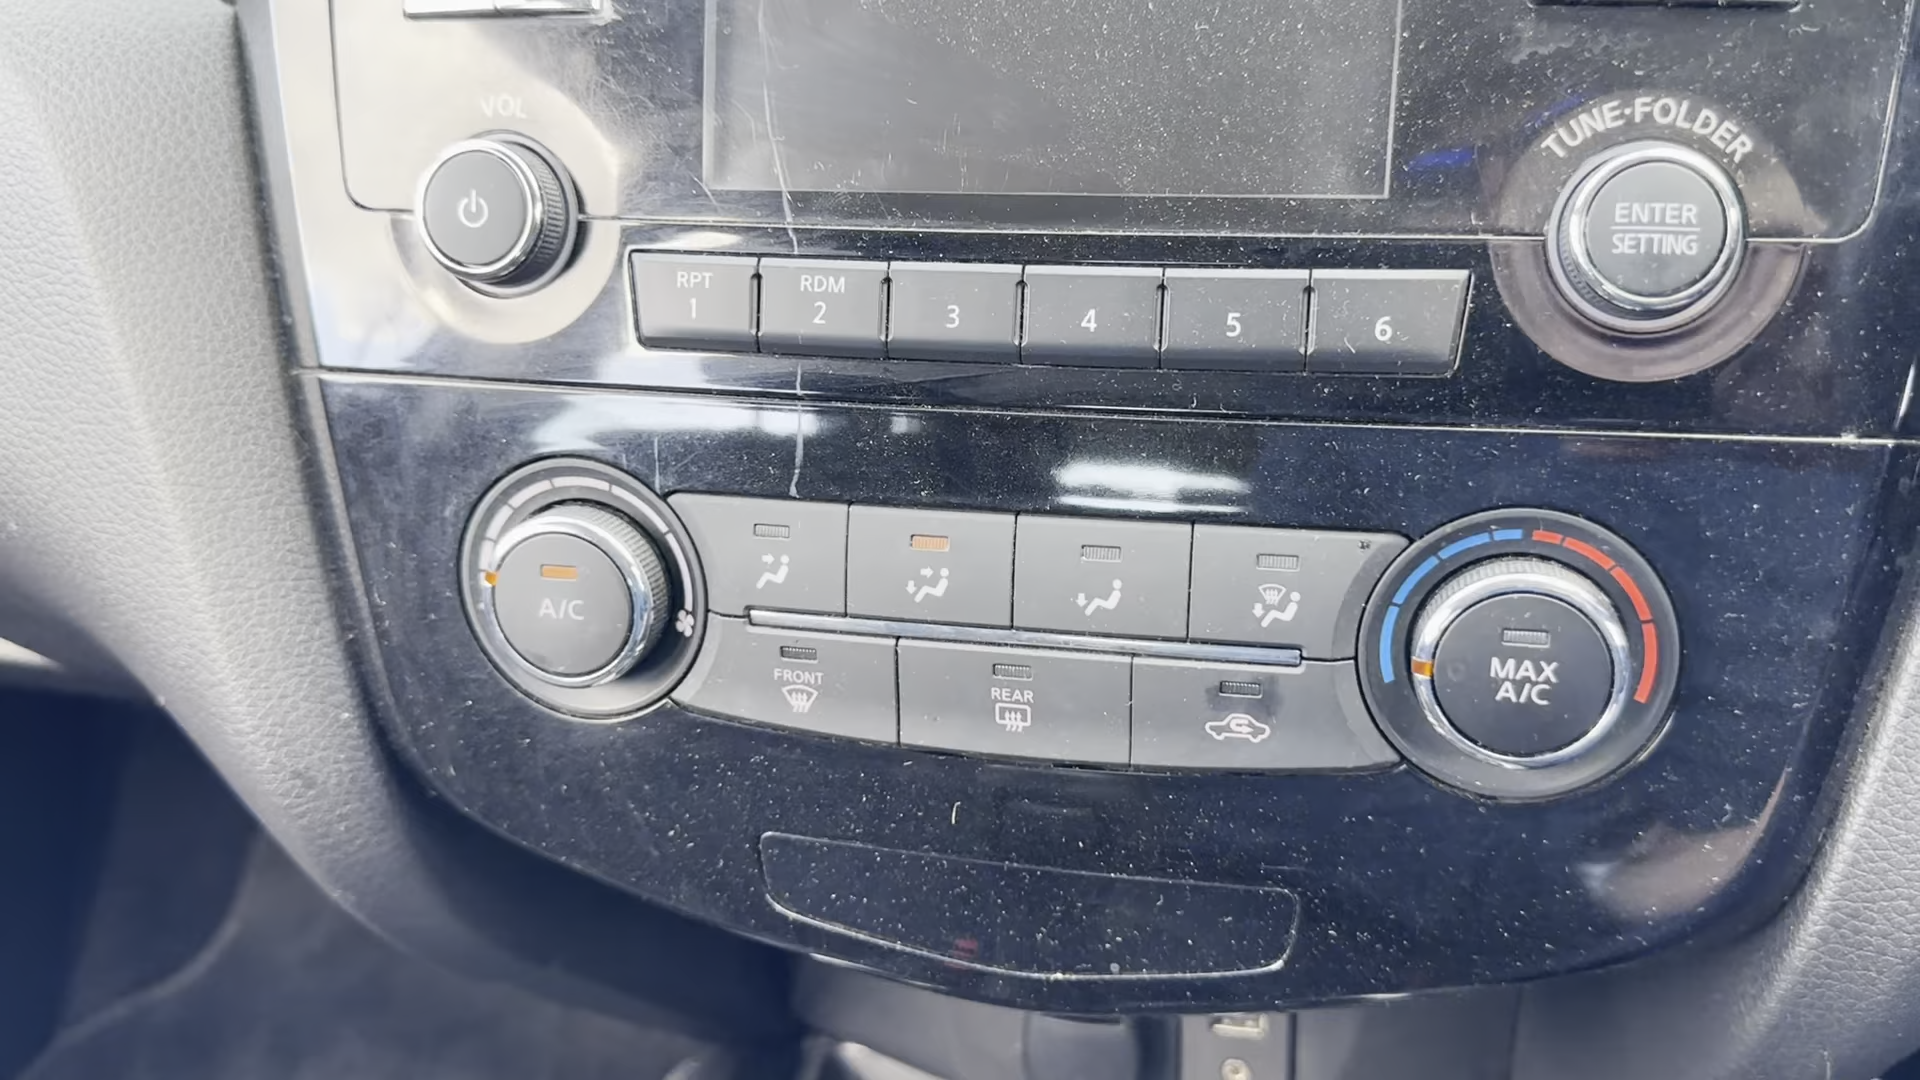 VOL
TUNE·FOLDER
ENTER
SETTING
RPT
1
RDM
2
3
4
5
6
A/C
FRONT
REAR
MAX
A/C